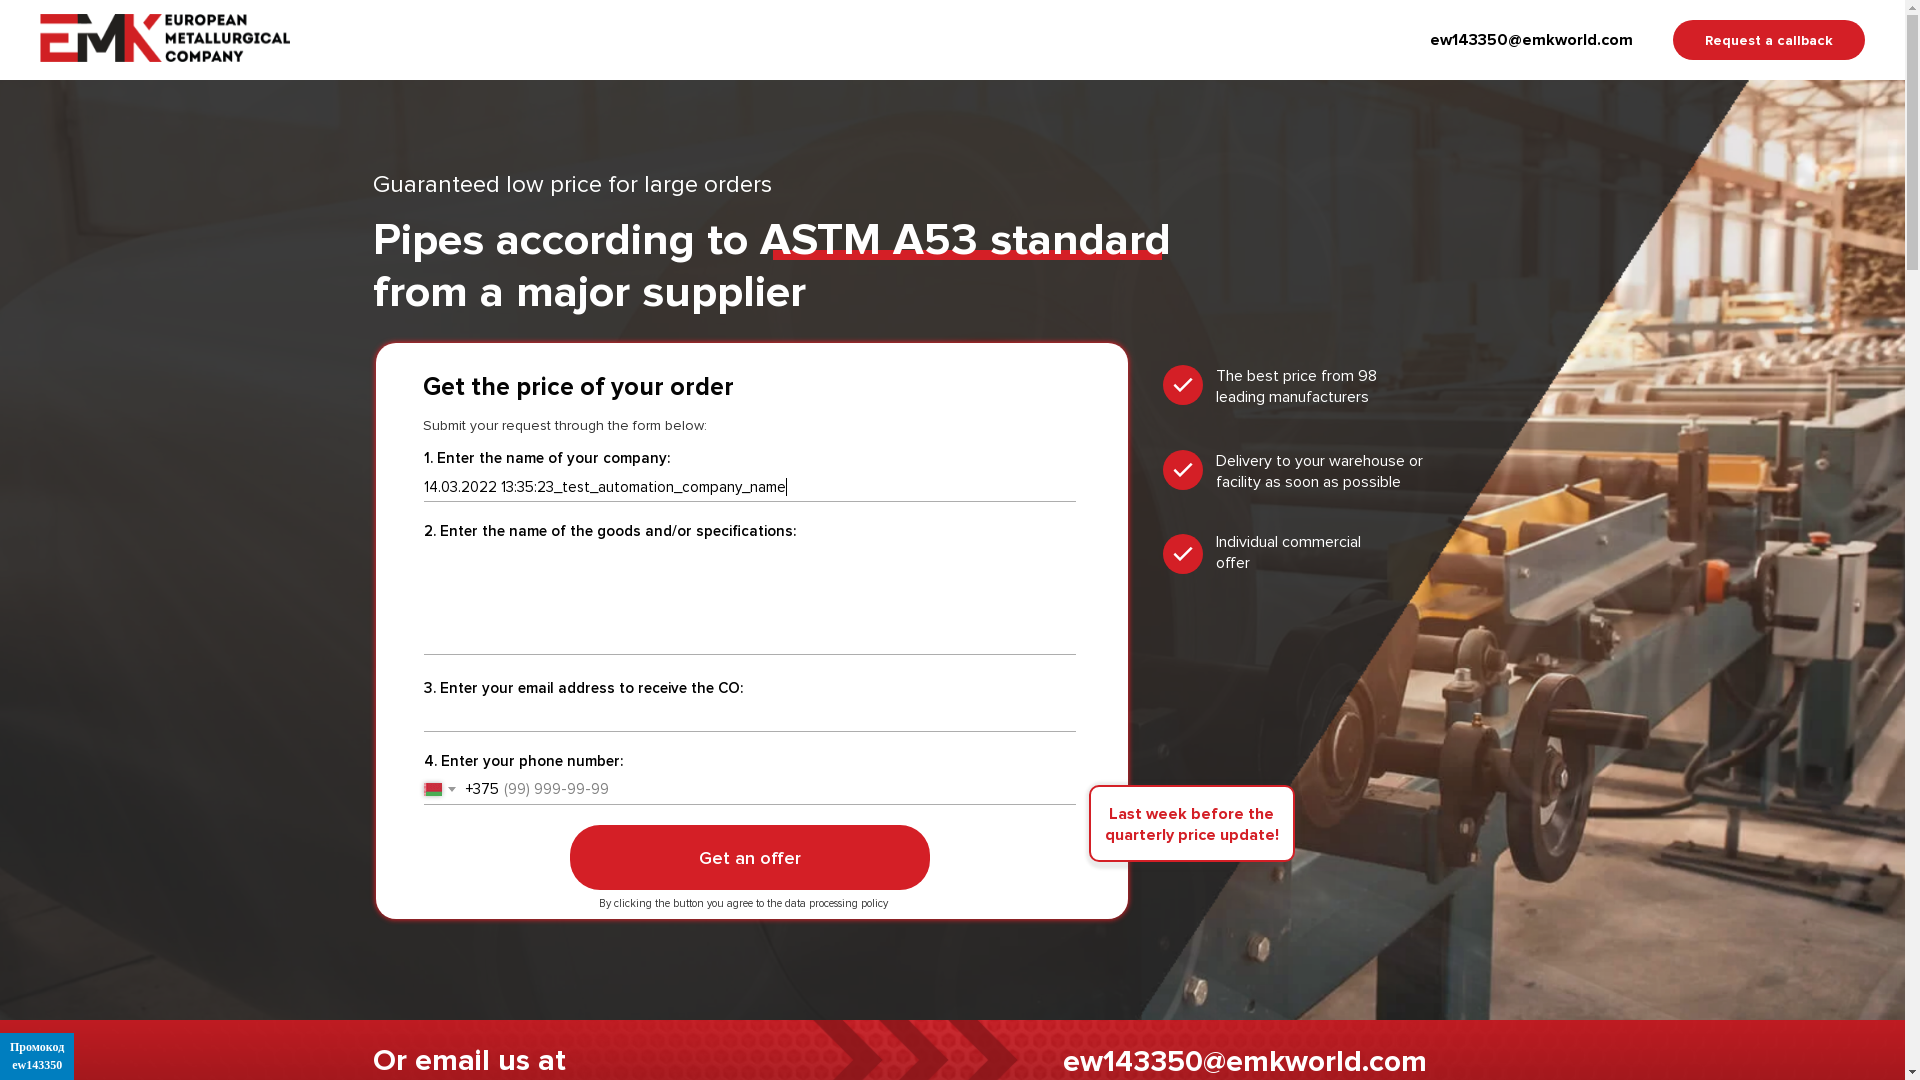 EMK EUROPEAN
METALLURGICAL
COMPANY
ew143350@emkworld.com
Request a callback
Guaranteed low price for large orders
Pipes according to ASTM A53 standard
from a major supplier
Get the price of your order
Submit your request through the form below:
1. Enter the name of your company:
14.03.2022 13:35:23_test_automation_company_name
2. Enter the name of the goods and/or specifications:
3. Enter your email address to receive the CO:
4. Enter your phone number:
+375 (99) 999-99-99
Get an offer
By clicking the button you agree to the data processing policy
The best price from 98
leading manufacturers
Delivery to your warehouse or
facility as soon as possible
Individual commercial
offer
Last week before the
quarterly price update!
Or email us at
ew143350@emkworld.com
Промокод
ew143350